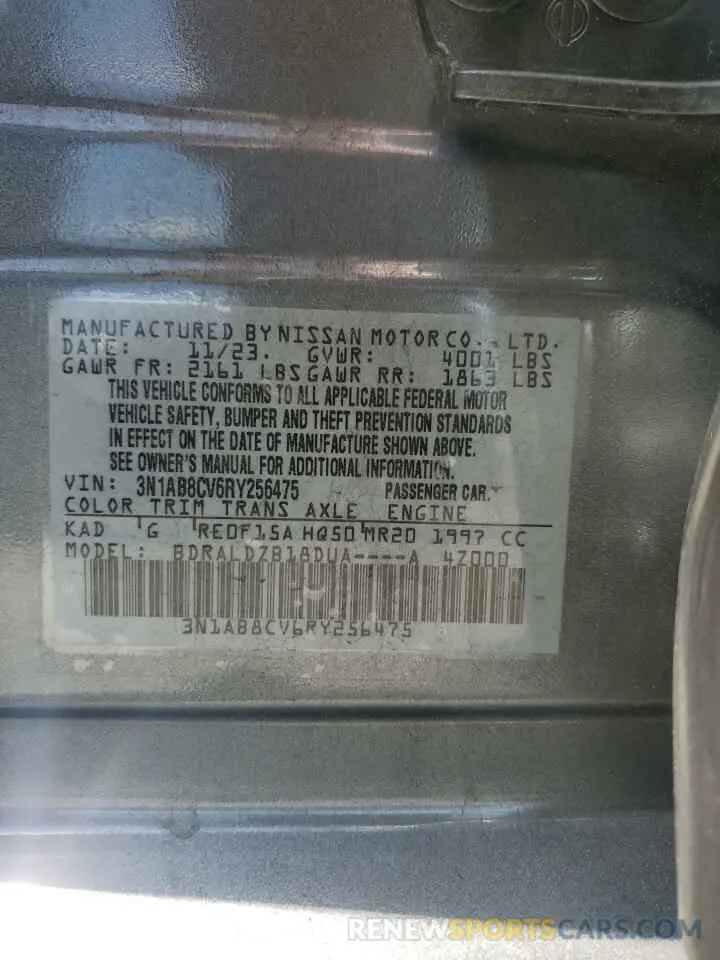 MANUFACTURED BY NISSAN MOTOR CO., LTD.
DATE: 11/23. GVWR: 4001 LBS
GAWR FR: 2161 LBS GAWR RR: 1863 LBS
THIS VEHICLE CONFORMS TO ALL APPLICABLE FEDERAL MOTOR
VEHICLE SAFETY, BUMPER AND THEFT PREVENTION STANDARDS
IN EFFECT ON THE DATE OF MANUFACTURE SHOWN ABOVE.
SEE OWNER'S MANUAL FOR ADDITIONAL INFORMATION.
VIN: 3N1AB8CV6RY256475 PASSENGER CAR.
COLOR TRIM TRANS AXLE ENGINE
KAD G RE0F15A HQ50 MR20 1997 CC
MODEL: BDRALDZB18DUA----A 4Z000
3N1AB8CV6RY256475
RENEWSPORTSCARS.COM